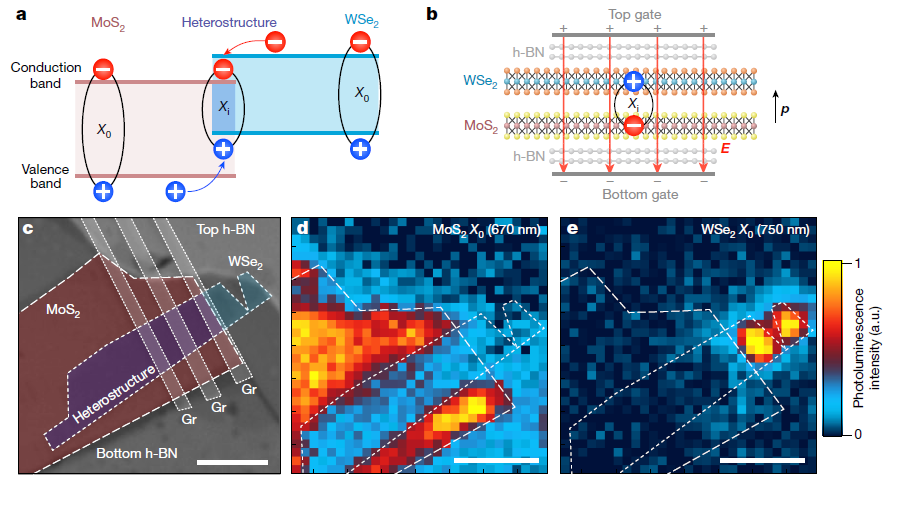 a
MoS2
Heterostructure
WSe2
Conduction
band
X0
Xi
X0
Valence
band
b
Top gate
+ + + +
h-BN
WSe2
Xi
MoS2
p
h-BN
E
− − − −
Bottom gate
c
Top h-BN
WSe2
MoS2
Heterostructure
Gr
Gr
Gr
Bottom h-BN
d
MoS2 X0 (670 nm)
e
WSe2 X0 (750 nm)
1
0
Photoluminescence
intensity (a.u.)